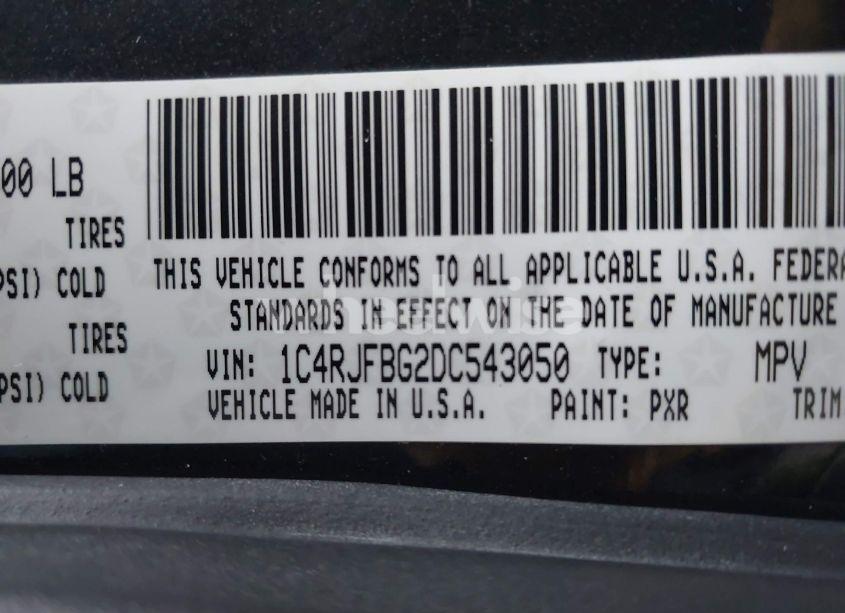 00 LB
TIRES
PSI) COLD
TIRES
PSI) COLD
THIS VEHICLE CONFORMS TO ALL APPLICABLE U.S.A. FEDERA
STANDARDS IN EFFECT ON THE DATE OF MANUFACTURE
VIN: 1C4RJFBG2DC543050 TYPE: MPV
VEHICLE MADE IN U.S.A. PAINT: PXR TRIM